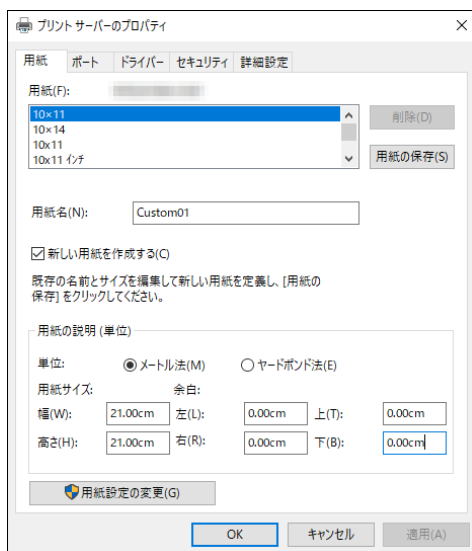 プリント サーバーのプロパティ
用紙 ポート ドライバー セキュリティ 詳細設定
用紙(F):
10×11
10×14
10x11
10x11 インチ
削除(D)
用紙の保存(S)
用紙名(N): Custom01
新しい用紙を作成する(C)
既存の名前とサイズを編集して新しい用紙を定義し、[用紙の
保存] をクリックしてください。
用紙の説明 (単位)
単位: メートル法(M) ヤードポンド法(E)
用紙サイズ: 余白:
幅(W): 21.00cm 左(L): 0.00cm 上(T): 0.00cm
高さ(H): 21.00cm 右(R): 0.00cm 下(B): 0.00cm
用紙設定の変更(G)
OK キャンセル 適用(A)